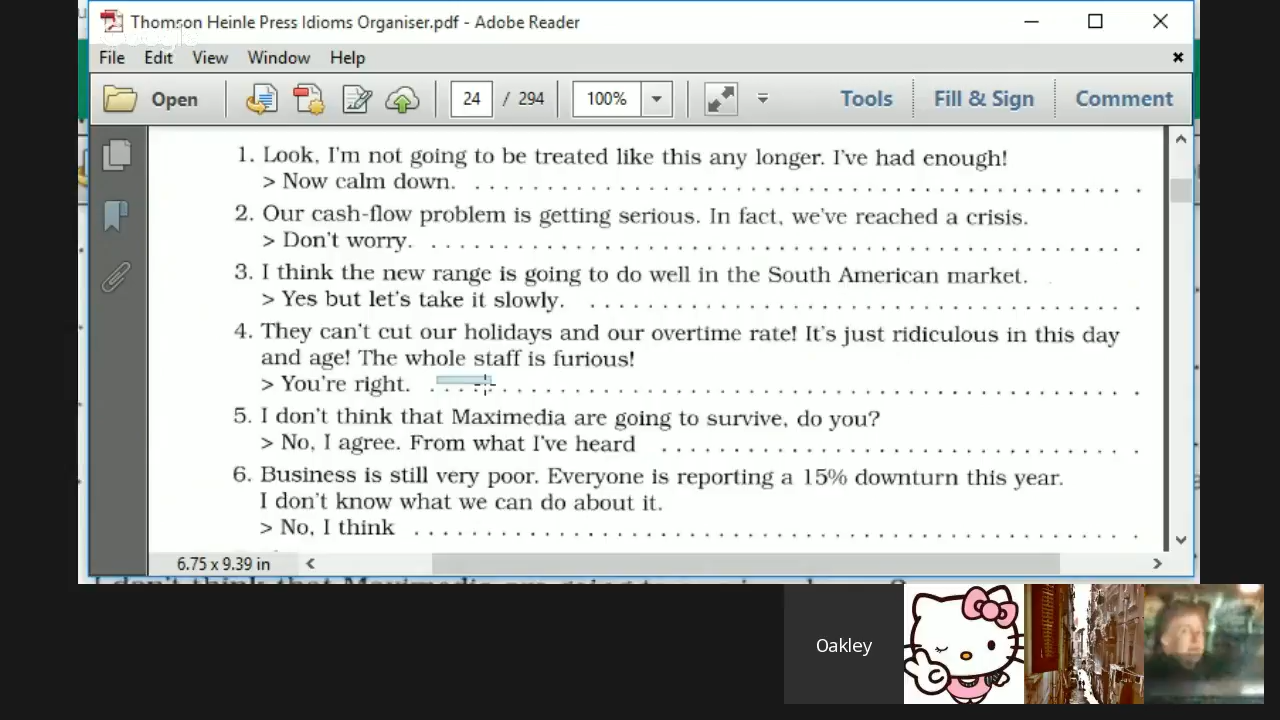 Thomson Heinle Press Idioms Organiser.pdf - Adobe Reader
File Edit View Window Help
Open 24 / 294 100% Tools Fill & Sign Comment
1. Look, I'm not going to be treated like this any longer. I've had enough!
> Now calm down. . . . . . . . . . . . . . . . . . . . . . . . . . . . . . . . . . . . . . . . . .
2. Our cash-flow problem is getting serious. In fact, we've reached a crisis.
> Don't worry. . . . . . . . . . . . . . . . . . . . . . . . . . . . . . . . . . . . . . . . . . . .
3. I think the new range is going to do well in the South American market.
> Yes but let's take it slowly. . . . . . . . . . . . . . . . . . . . . . . . . . . . . . . . . .
4. They can't cut our holidays and our overtime rate! It's just ridiculous in this day
and age! The whole staff is furious!
> You're right. . . . . . . . . . . . . . . . . . . . . . . . . . . . . . . . . . . . . . . . . . .
5. I don't think that Maximedia are going to survive, do you?
> No, I agree. From what I've heard . . . . . . . . . . . . . . . . . . . . . . . . . . . . .
6. Business is still very poor. Everyone is reporting a 15% downturn this year.
I don't know what we can do about it.
> No, I think . . . . . . . . . . . . . . . . . . . . . . . . . . . . . . . . . . . . . . . . . . . .
6.75 x 9.39 in
Oakley